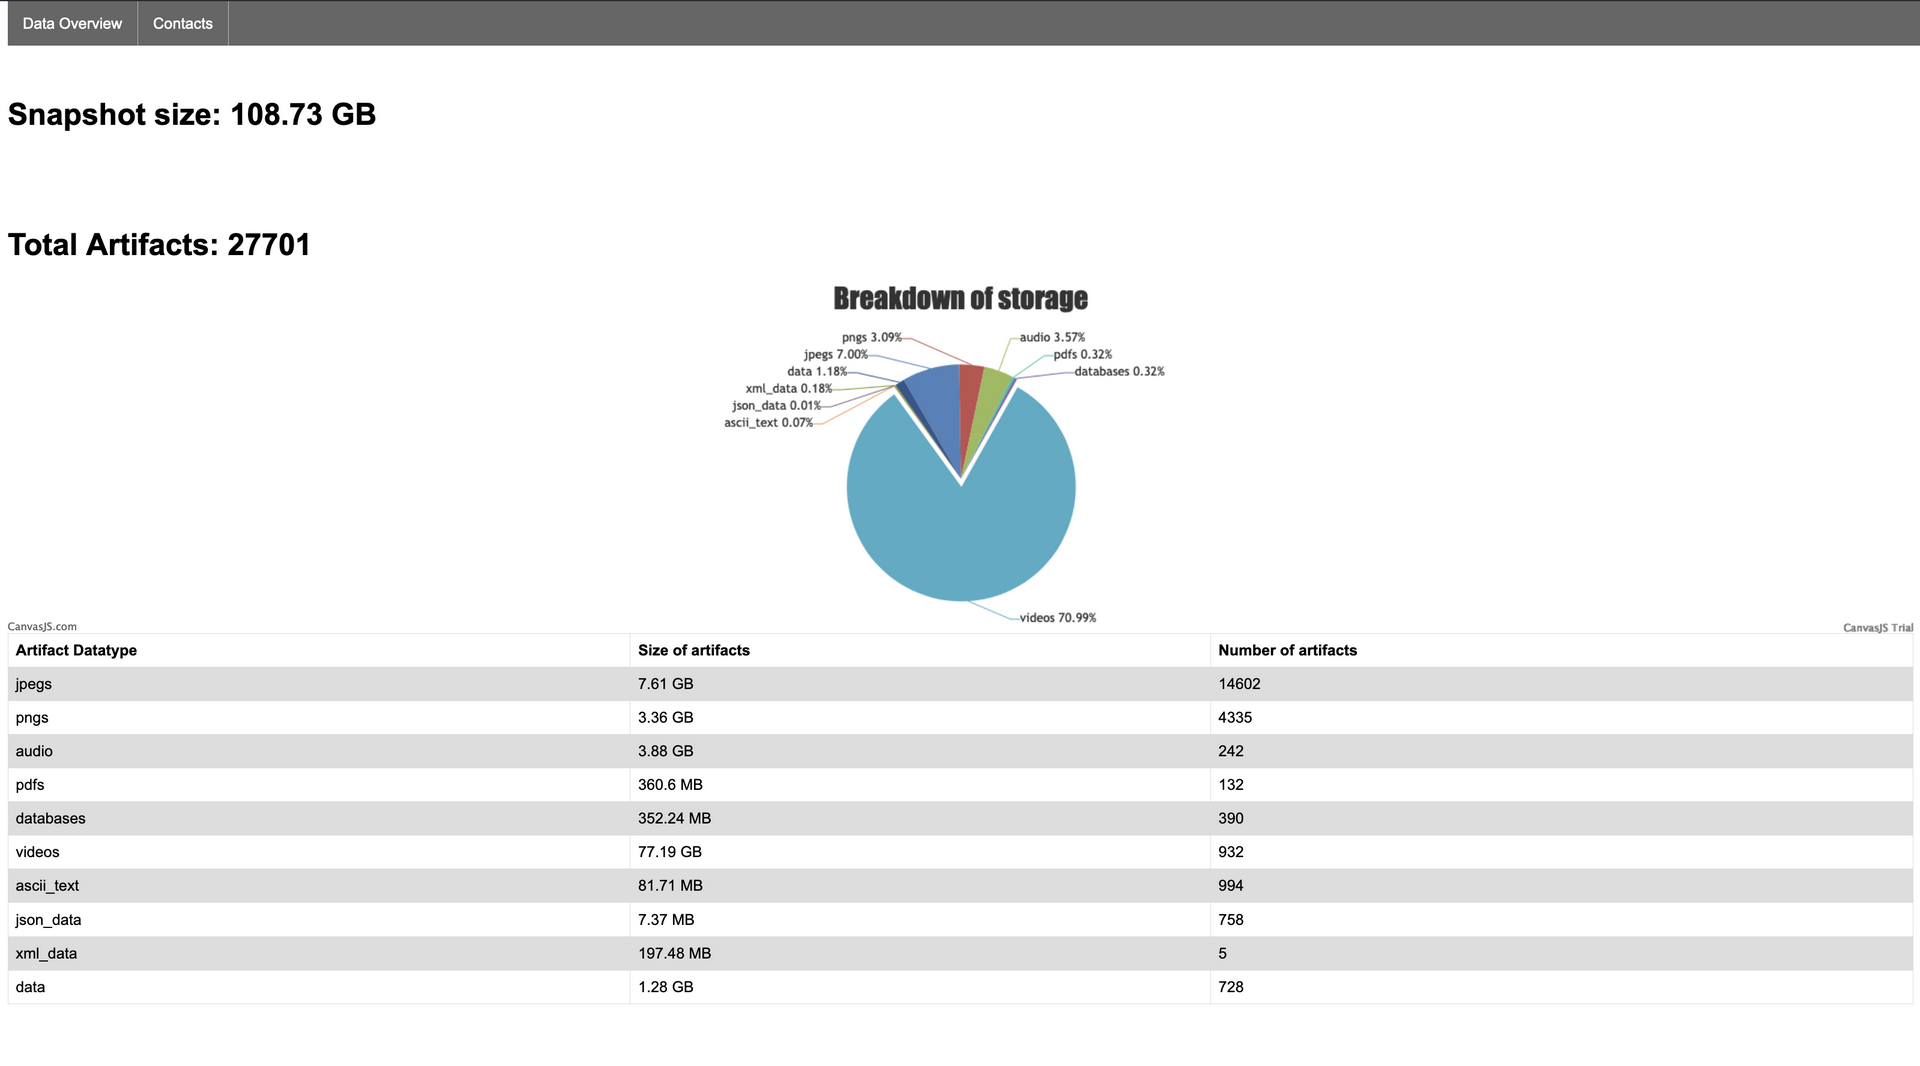 Data Overview Contacts
Snapshot size: 108.73 GB
Total Artifacts: 27701
Breakdown of storage
pngs 3.09%
audio 3.57%
jpegs 7.00%
pdfs 0.32%
data 1.18%
databases 0.32%
xml_data 0.18%
json_data 0.01%
ascii_text 0.07%
videos 70.99%
CanvasJS.com
CanvasJS Trial
Artifact Datatype Size of artifacts Number of artifacts
jpegs 7.61 GB 14602
pngs 3.36 GB 4335
audio 3.88 GB 242
pdfs 360.6 MB 132
databases 352.24 MB 390
videos 77.19 GB 932
ascii_text 81.71 MB 994
json_data 7.37 MB 758
xml_data 197.48 MB 5
data 1.28 GB 728